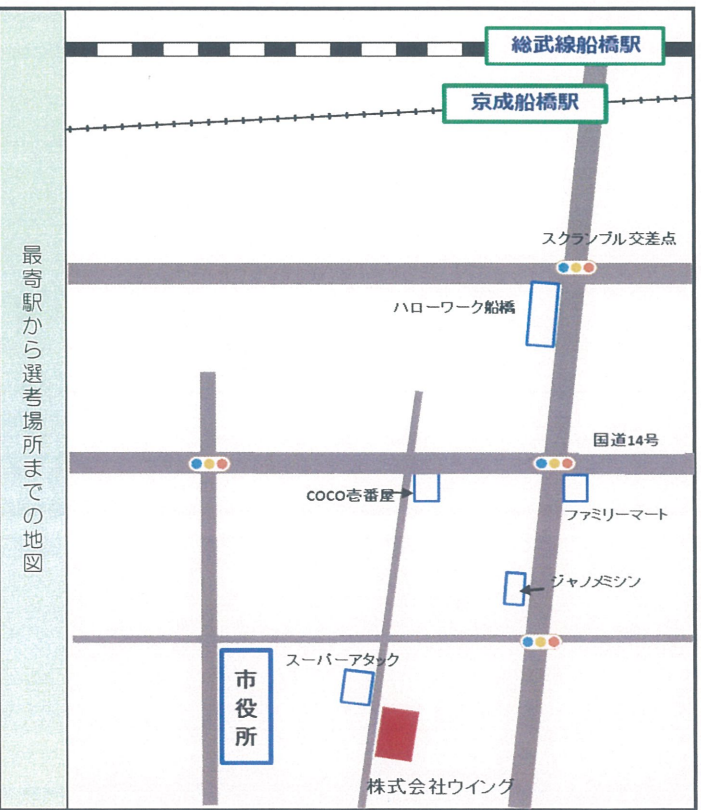 最寄駅から選考場所までの地図
総武線船橋駅
京成船橋駅
スクランブル交差点
ハローワーク船橋
国道14号
COCO壱番屋
ファミリーマート
ジャノメミシン
スーパーアタック
市役所
株式会社ウイング